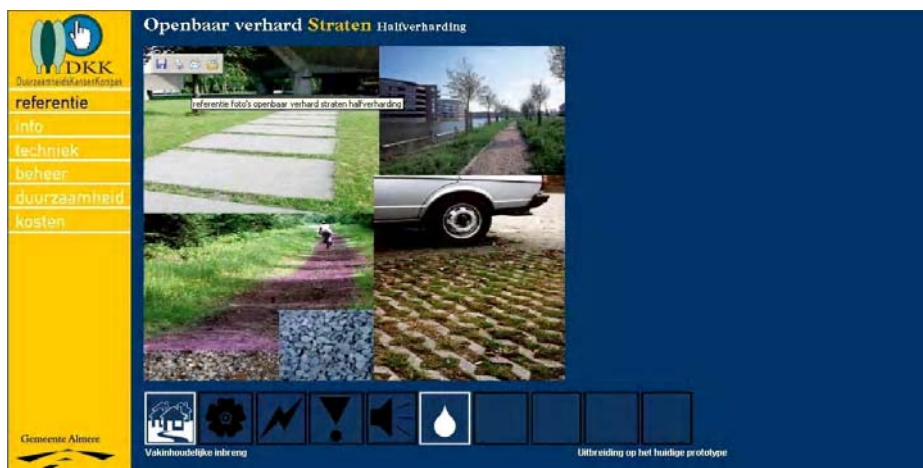 Openbaar verhard Straten Halfverharding
DKK
DuurzaamheidsKansenKompas
referentie
info
techniek
beheer
duurzaamheid
kosten
referentie foto's openbaar verhard straten halfverharding
Gemeente Almere
Vakinhoudelijke inbreng
Uitbreiding op het huidige prototype